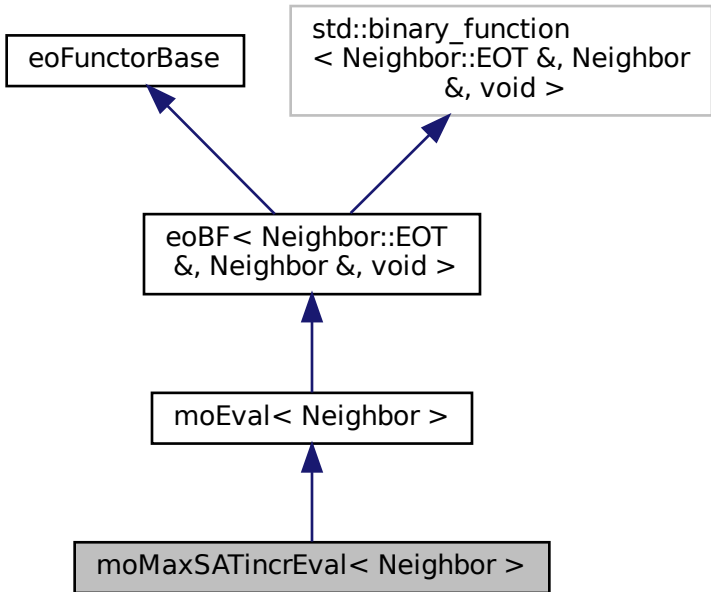 eoFunctorBase
std::binary_function
< Neighbor::EOT &, Neighbor
&, void >
eoBF< Neighbor::EOT
&, Neighbor &, void >
moEval< Neighbor >
moMaxSATincrEval< Neighbor >